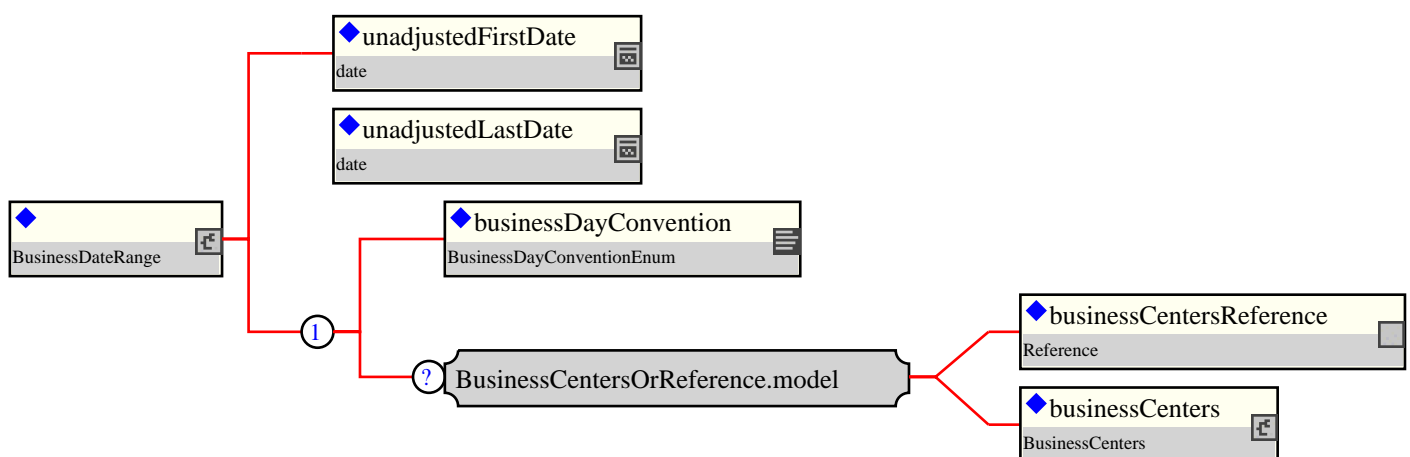 unadjustedFirstDate
date
unadjustedLastDate
date
BusinessDateRange
businessDayConvention
BusinessDayConventionEnum
1
?
BusinessCentersOrReference.model
businessCentersReference
Reference
businessCenters
BusinessCenters